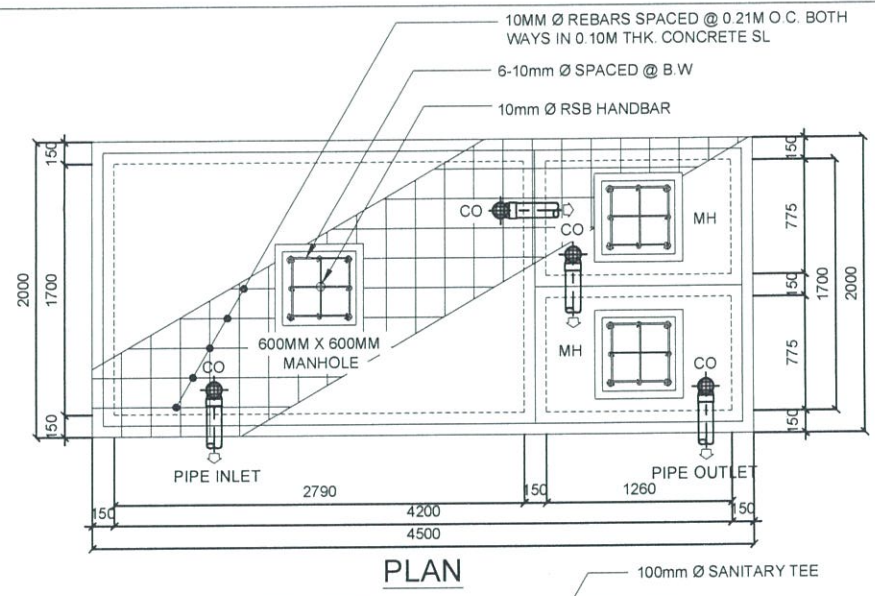 10MM Ø REBARS SPACED @ 0.21M O.C. BOTH
WAYS IN 0.10M THK. CONCRETE SL
6-10mm Ø SPACED @ B.W
10mm Ø RSB HANDBAR
150
1700
150
2000
CO
CO
MH
600MM X 600MM
MANHOLE
CO
MH
CO
150
775
150
775
150
1700
2000
PIPE INLET
PIPE OUTLET
2790
150
1260
150
4200
150
4500
PLAN
100mm Ø SANITARY TEE